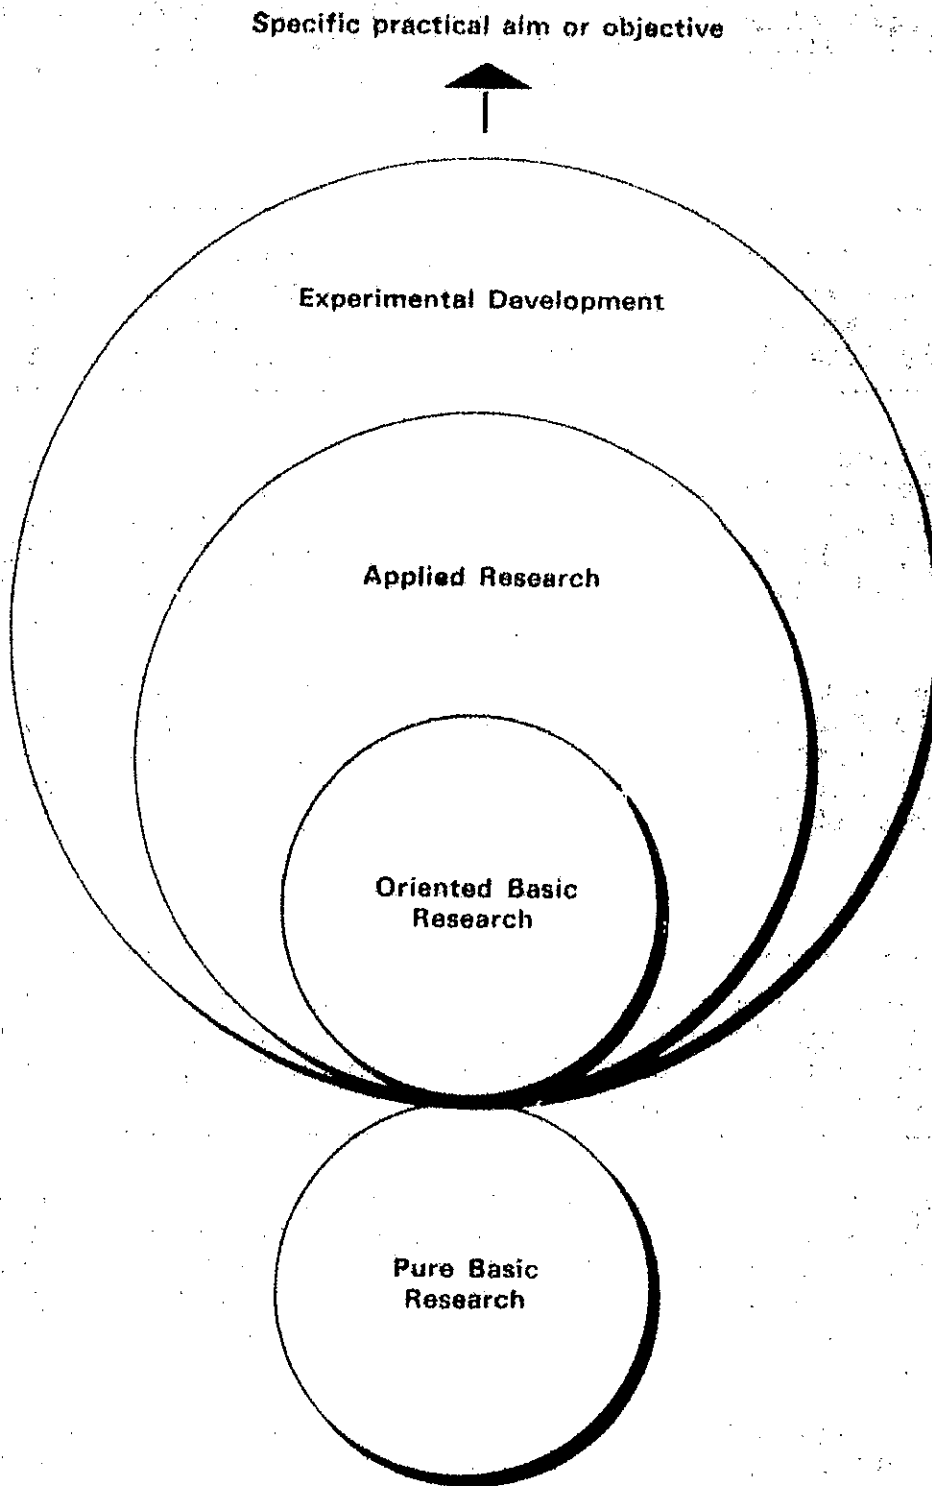 Specific practical aim or objective
Experimental Development
Applied Research
Oriented Basic
Research
Pure Basic
Research